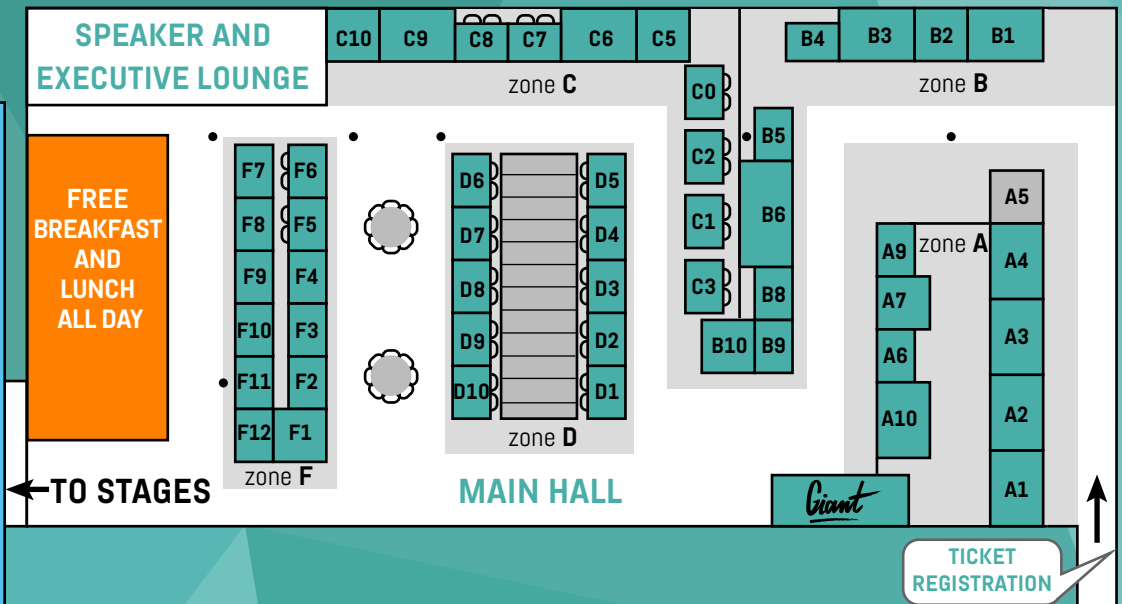 SPEAKER AND
EXECUTIVE LOUNGE
C10 C9 C8 C7 C6 C5
zone C
B4 B3 B2 B1
zone B
C0
C2
C1
C3
B5
B6
B8
B10 B9
FREE
BREAKFAST
AND
LUNCH
ALL DAY
F7 F6
F8 F5
F9 F4
F10 F3
F11 F2
F12 F1
zone F
D6 D5
D7 D4
D8 D3
D9 D2
D10 D1
zone D
A5
zone A
A9 A4
A7
A6 A3
A10 A2
A1
Giant
TO STAGES
MAIN HALL
TICKET
REGISTRATION